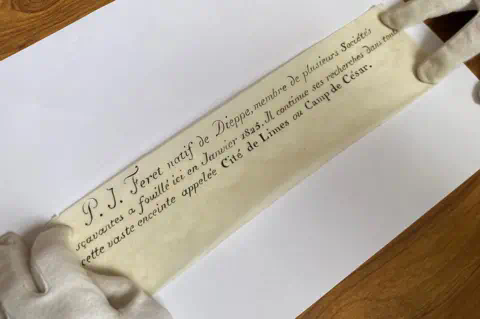 P. J. Feret natif de Dieppe, membre de plusieurs Sociétés
sçavantes a fouillé ici en Janvier 1825. Il continue ses recherches dans toute
cette vaste enceinte appelée Cité de Limes ou Camp de César.